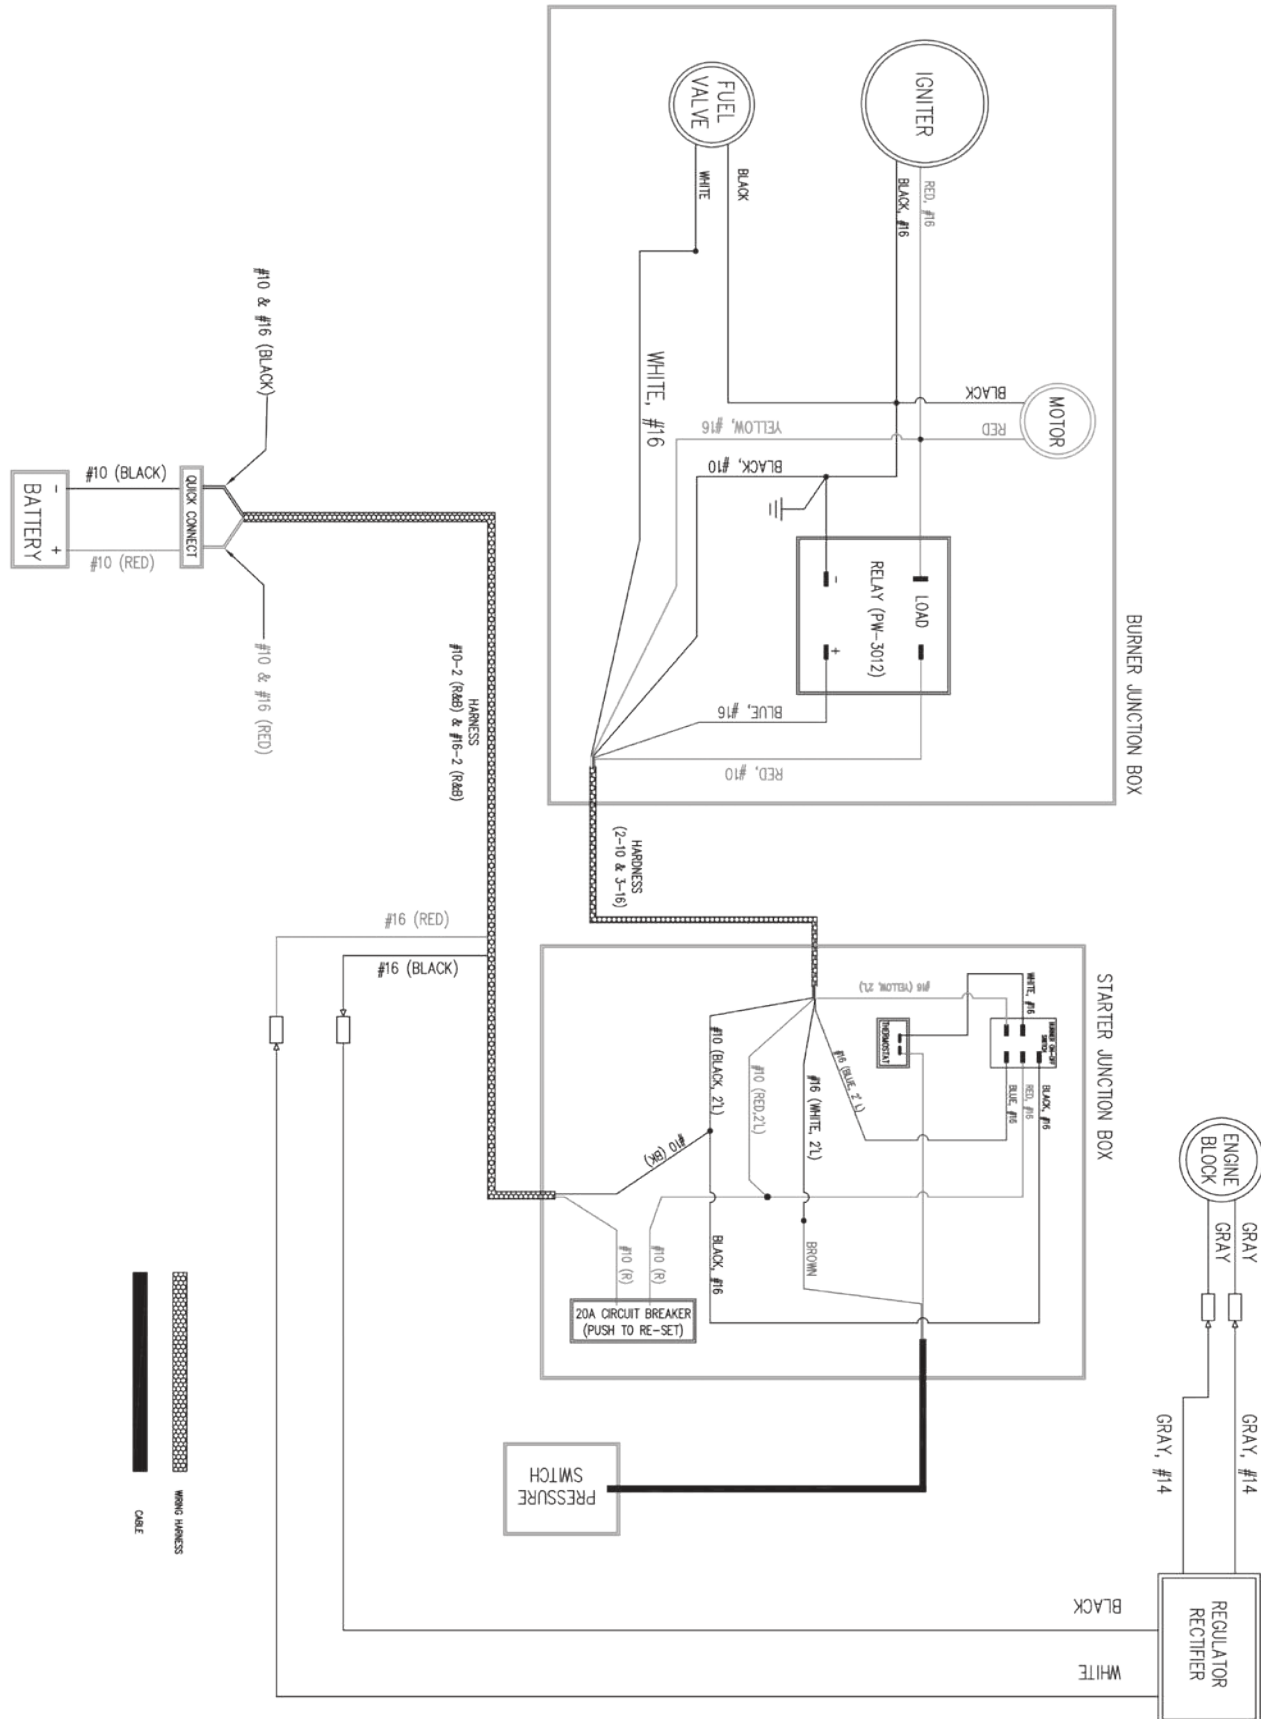 IGNITER
FUEL
VALVE
BLACK
WHITE
RED, #16
BLACK, #16
MOTOR
BLACK
RED
WHITE, #16
YELLOW, #16
BLACK, #10
LOAD
RELAY (PW-3012)
-
+
BLUE, #16
RED, #10
BURNER JUNCTION BOX
#10 & #16 (BLACK)
#10 (BLACK)
QUICK CONNECT
BATTERY
-
+
#10 (RED)
#10 & #16 (RED)
HARNESS
#10-2 (R&B) & #16-2 (R&B)
HARDNESS
(2-10 & 3-16)
#16 (RED)
#16 (BLACK)
STARTER JUNCTION BOX
#16 (YELLOW, 2'L)
WHITE, #16
BURNER ON-OFF
SWITCH
THERMOSTAT
BLUE, #16
RED, #16
BLACK, #16
#10 (BLACK, 2'L)
#10 (RED,2'L)
#16 (WHITE, 2'L)
#16 (BLUE, 2' L)
#10 (BK)
#10 (R)
#10 (R)
BLACK, #16
BROWN
20A CIRCUIT BREAKER
(PUSH TO RE-SET)
PRESSURE
SWITCH
ENGINE
BLOCK
GRAY
GRAY
GRAY, #14
GRAY, #14
REGULATOR
RECTIFIER
BLACK
WHITE
WIRING HARNESS
CABLE